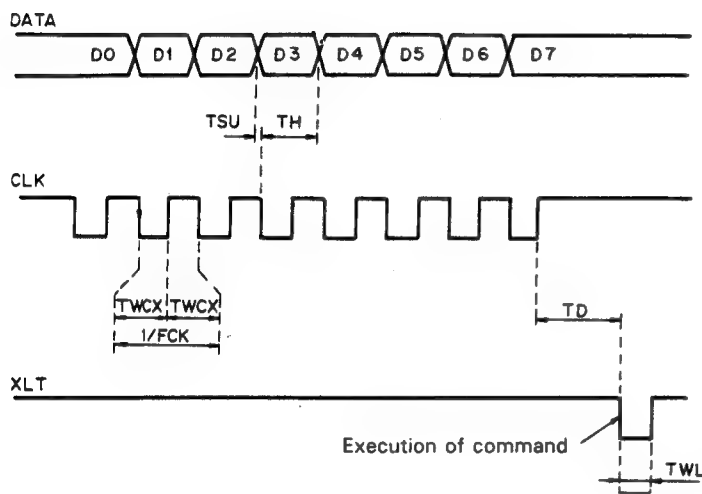 DATA
D0 D1 D2 D3 D4 D5 D6 D7
TSU TH
CLK
TWCX TWCX
TD
1/FCK
XLT
Execution of command
TWL